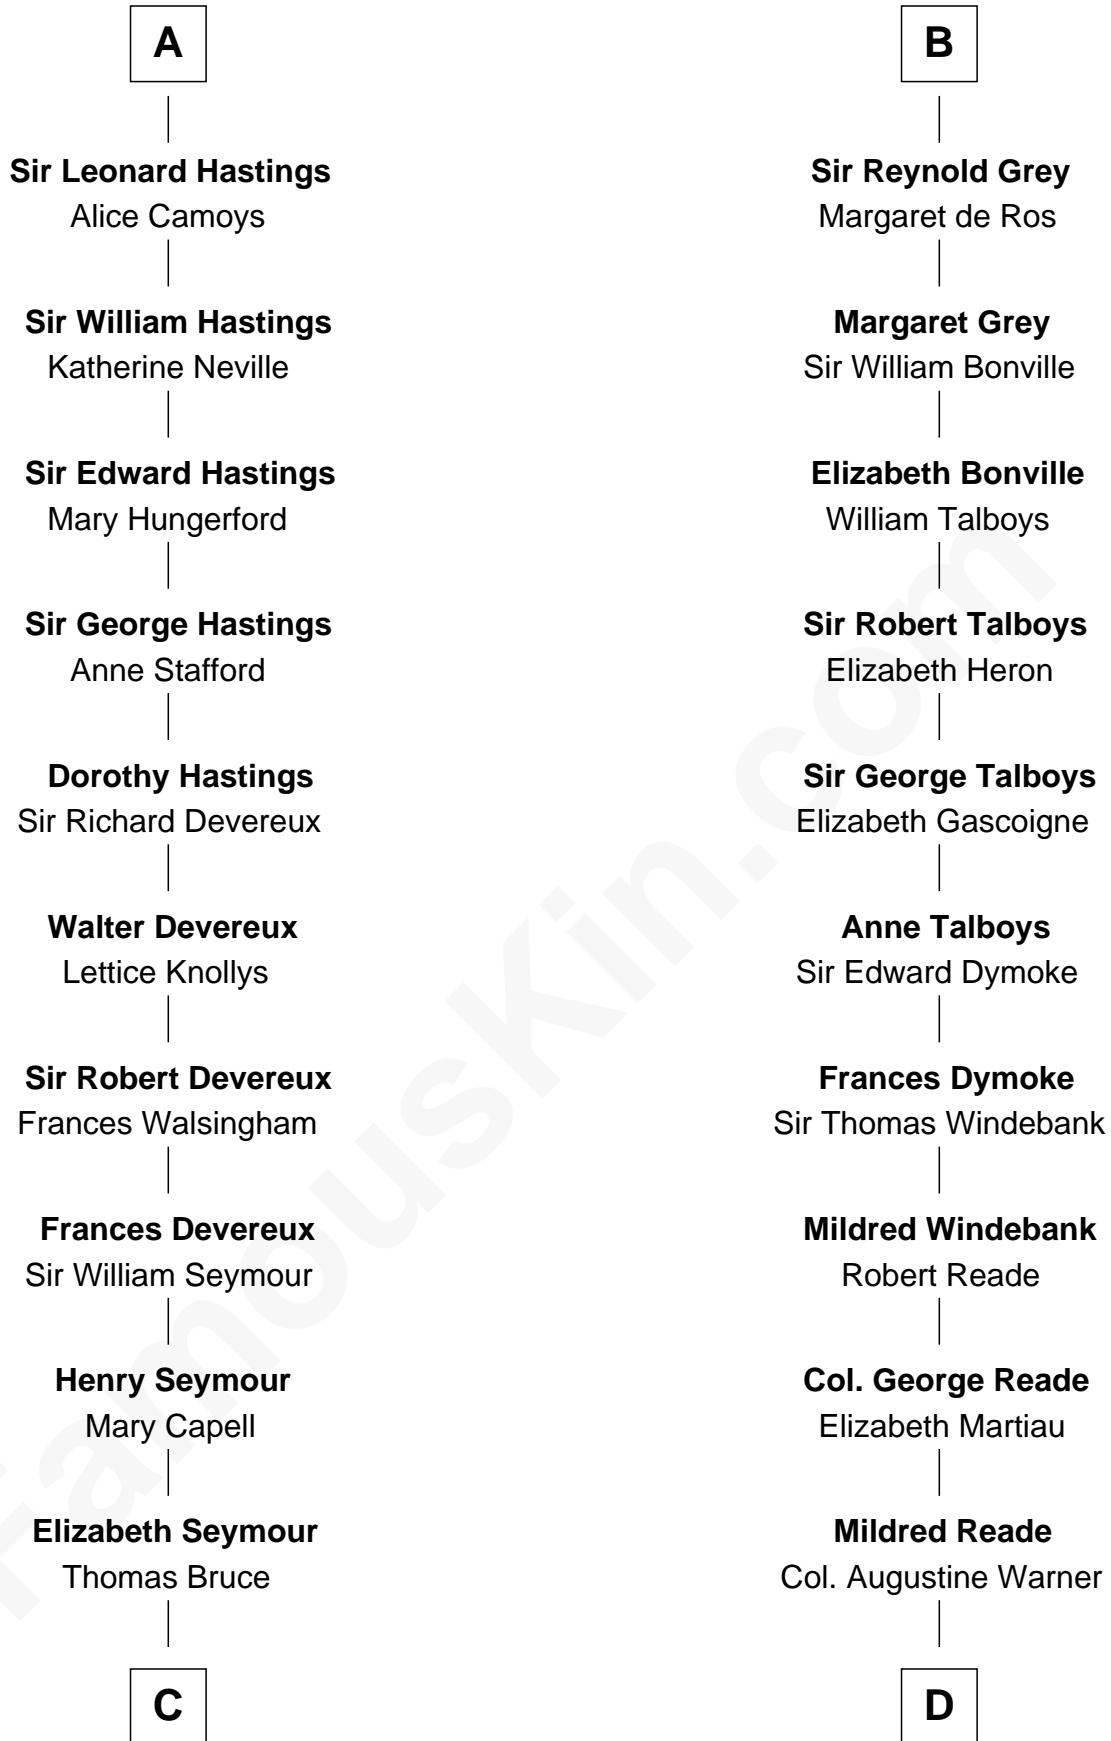 A
Sir Leonard Hastings
Alice Camoys
Sir William Hastings
Katherine Neville
Sir Edward Hastings
Mary Hungerford
Sir George Hastings
Anne Stafford
Dorothy Hastings
Sir Richard Devereux
Walter Devereux
Lettice Knollys
Sir Robert Devereux
Frances Walsingham
Frances Devereux
Sir William Seymour
Henry Seymour
Mary Capell
Elizabeth Seymour
Thomas Bruce
C
B
Sir Reynold Grey
Margaret de Ros
Margaret Grey
Sir William Bonville
Elizabeth Bonville
William Talboys
Sir Robert Talboys
Elizabeth Heron
Sir George Talboys
Elizabeth Gascoigne
Anne Talboys
Sir Edward Dymoke
Frances Dymoke
Sir Thomas Windebank
Mildred Windebank
Robert Reade
Col. George Reade
Elizabeth Martiau
Mildred Reade
Col. Augustine Warner
D
FamousKin.com